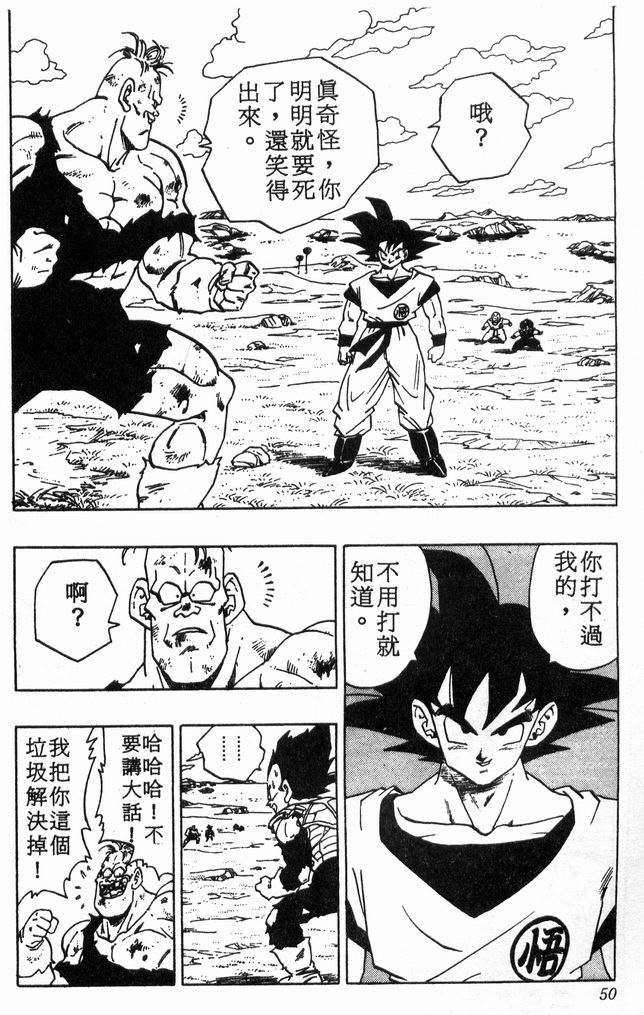 哦？
眞奇怪，你
明明就要死
了，還笑得
出來。
悟
你打不過
我的，
不用打就
知道。
悟
啊？
……
哈哈哈！不
要講大話！
我把你這個
垃圾解決掉！
50